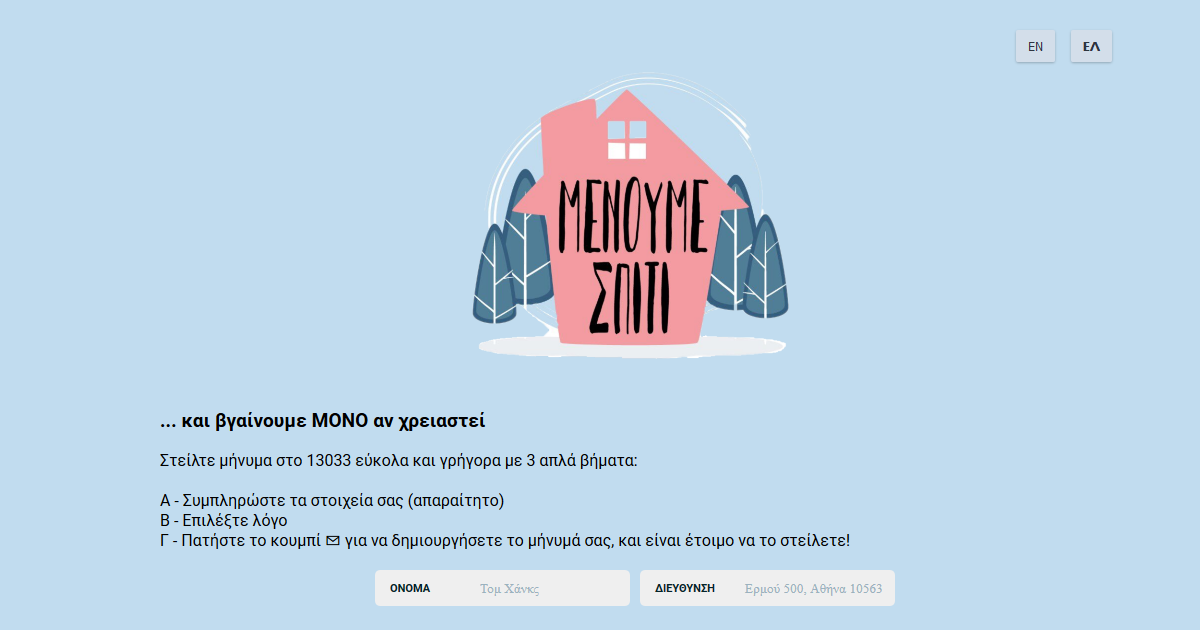 EN ΕΛ
ΜΕΝΟΥΜΕ
ΣΠΙΤΙ
... και βγαίνουμε ΜΟΝΟ αν χρειαστεί
Στείλτε μήνυμα στο 13033 εύκολα και γρήγορα με 3 απλά βήματα:
Α - Συμπληρώστε τα στοιχεία σας (απαραίτητο)
Β - Επιλέξτε λόγο
Γ - Πατήστε το κουμπί ✉ για να δημιουργήσετε το μήνυμά σας, και είναι έτοιμο να το στείλετε!
ΟΝΟΜΑ Τομ Χάνκς ΔΙΕΥΘΥΝΣΗ Ερμού 500, Αθήνα 10563